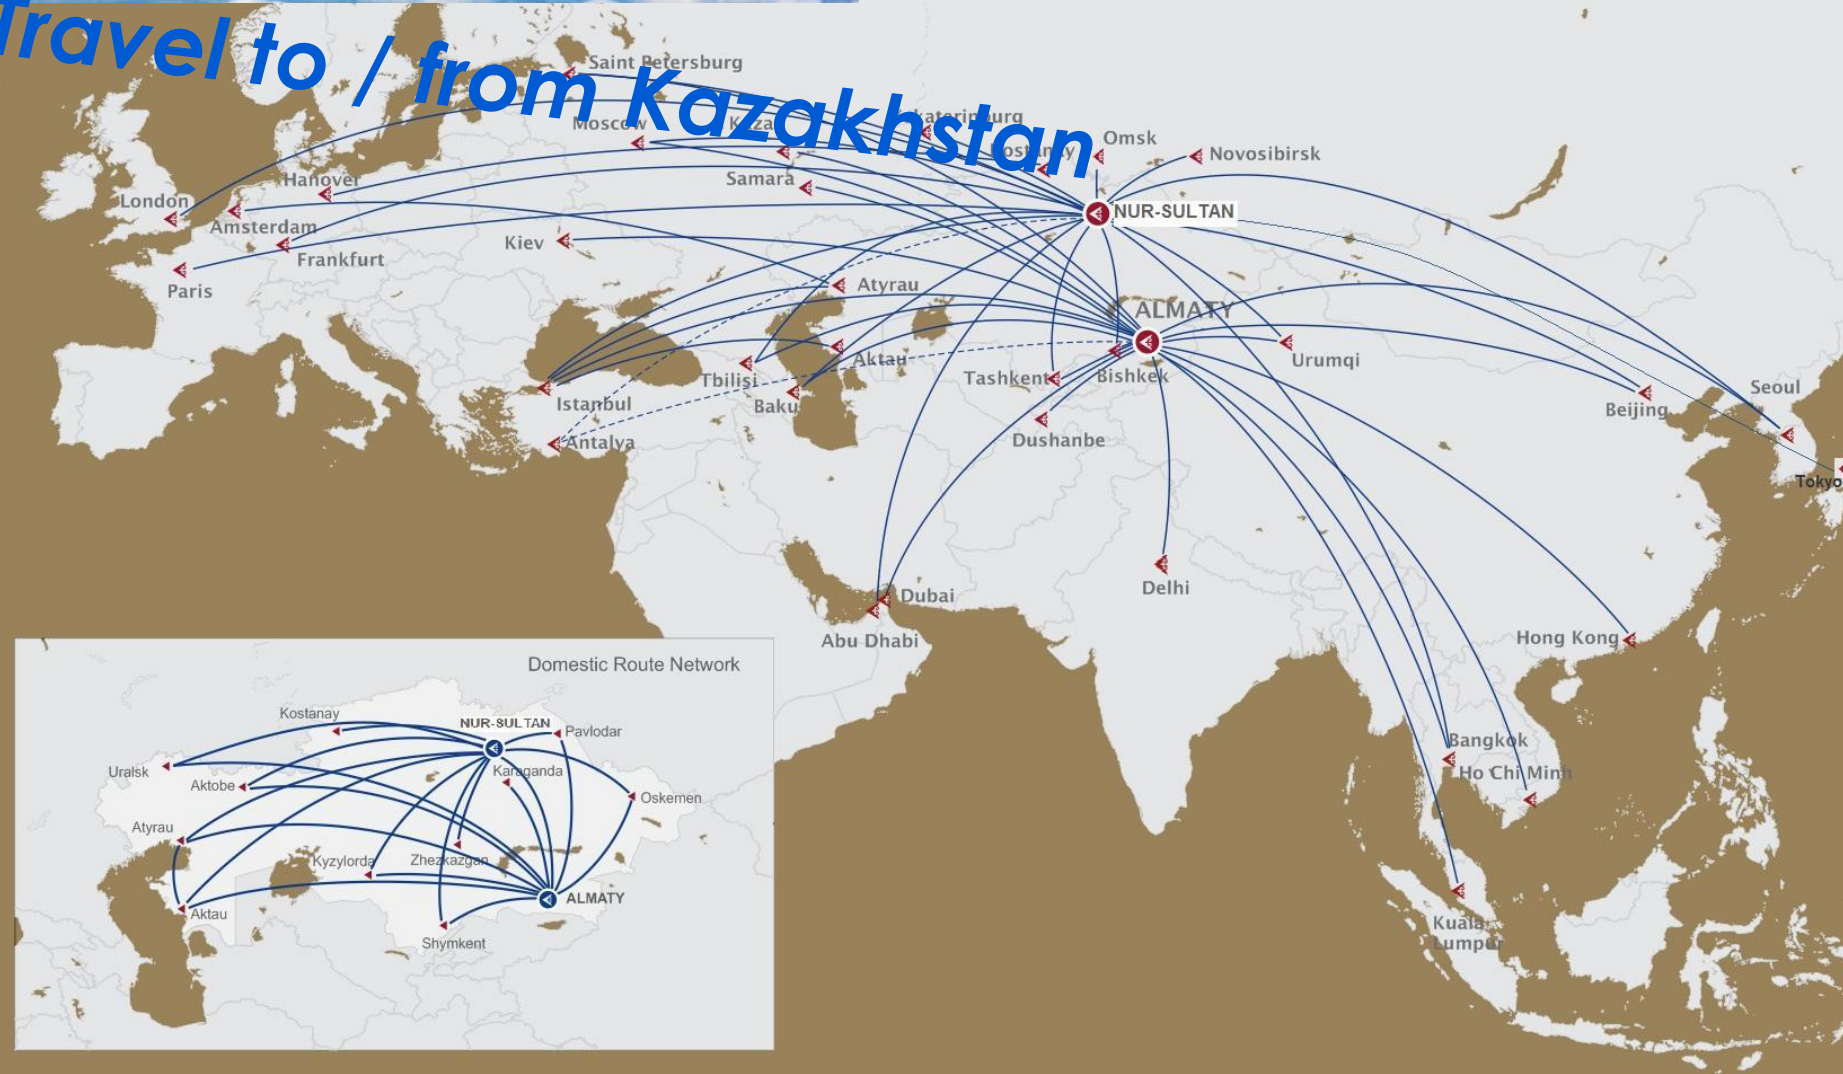 Travel to / from Kazakhstan
Saint Petersburg
Moscow
Omsk
Novosibirsk
Samara
Hanover
London
Amsterdam
NUR-SULTAN
Kiev
Frankfurt
Paris
Atyrau
ALMATY
Aktau
Urumqi
Tbilisi
Tashkent
Bishkek
Seoul
Istanbul
Baku
Beijing
Dushanbe
Antalya
Tokyo
Delhi
Dubai
Abu Dhabi
Hong Kong
Bangkok
Ho Chi Minh
Kuala
Lumpur
Domestic Route Network
Kostanay
NUR-SULTAN
Pavlodar
Uralsk
Karaganda
Aktobe
Oskemen
Atyrau
Kyzylorda
Zhezkazgan
ALMATY
Aktau
Shymkent